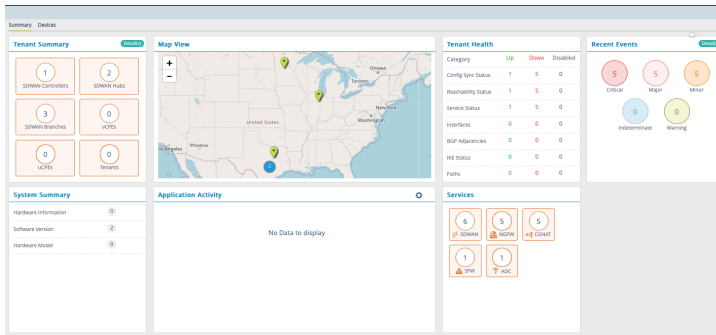 Summary Devices
Tenant Summary Detail(s)
1
SDWAN Controllers
2
SDWAN Hubs
3
SDWAN Branches
0
vCPEs
0
uCPEs
0
Tenants
Map View
+
−
Ottawa
Toronto
New York
Washington
United States
Phoenix
os Angeles
2
Tenant Health
Category Up Down Disabled
Config Sync Status 1 5 0
Reachability Status 1 5 0
Service Status 1 5 0
Interfaces 0 0 0
BGP Adjacencies 0 0 0
IKE Status 0 0 0
Paths 0 0 0
Recent Events Detail(s
5
Critical
5
Major
5
Minor
0
Indeterminate
0
Warning
System Summary
Hardware Information 0
Software Version 2
Hardware Model 0
Application Activity
No Data to display
Services
6
SDWAN
5
NGFW
5
CGNAT
1
SFW
1
ADC